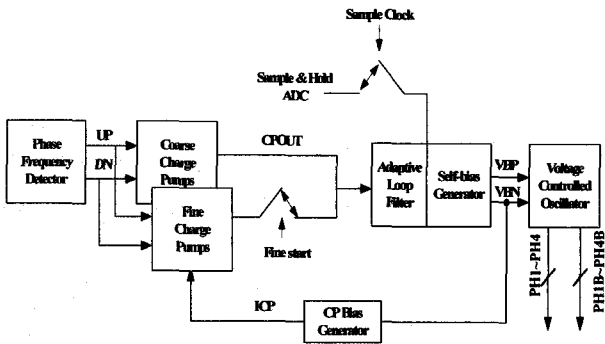 Sample Clock
Sample & Hold
ADC
Phase
Frequency
Detector
UP
DN
Coarse
Charge
Pumps
Fine
Charge
Pumps
CPOUT
Fine start
Adaptive
Loop
Filter
Self-bias
Generator
VBP
VBN
Voltage
Controlled
Oscillator
PH1~PH4
PH1B~PH4B
ICP
CP Bias
Generator